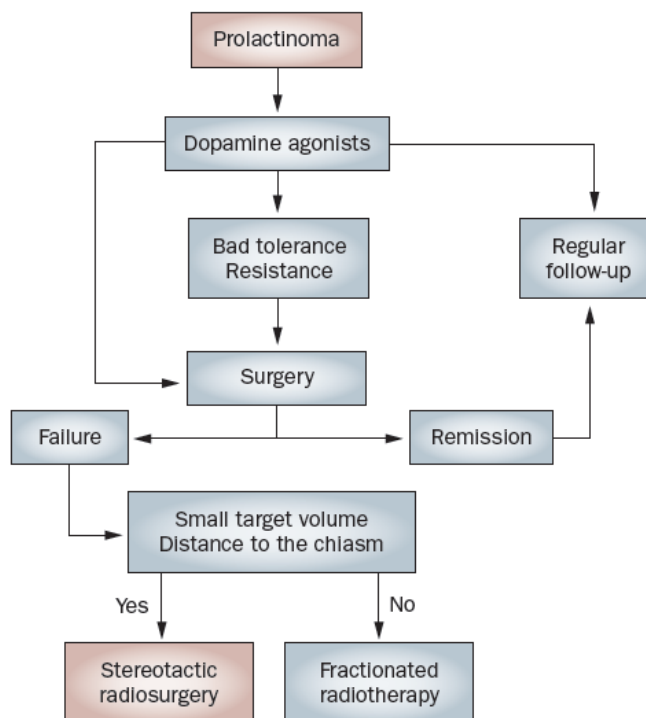 Prolactinoma
Dopamine agonists
Bad tolerance
Resistance
Regular
follow-up
Surgery
Failure
Remission
Small target volume
Distance to the chiasm
Yes
No
Stereotactic
radiosurgery
Fractionated
radiotherapy